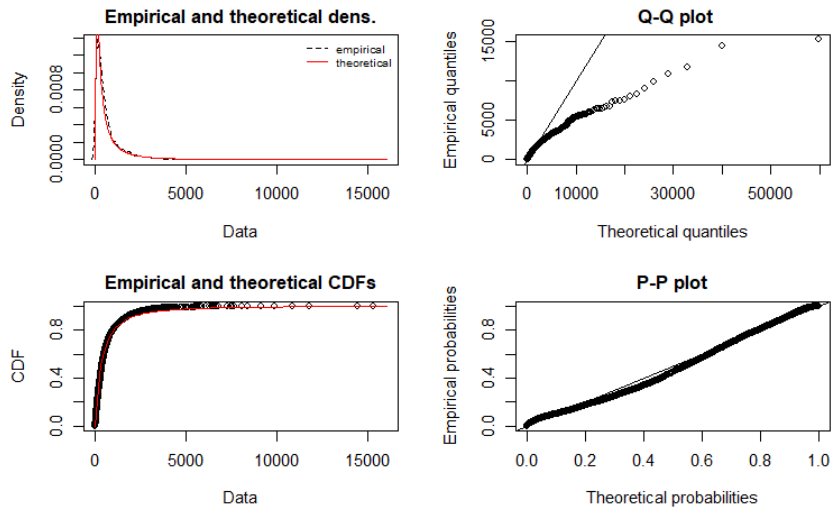 Empirical and theoretical dens.
Density
0.0000 0.0008
empirical
theoretical
0 5000 10000 15000
Data
Q-Q plot
Empirical quantiles
0 5000 15000
0 10000 30000 50000
Theoretical quantiles
Empirical and theoretical CDFs
CDF
0.0 0.4 0.8
0 5000 10000 15000
Data
P-P plot
Empirical probabilities
0.0 0.4 0.8
0.0 0.2 0.4 0.6 0.8 1.0
Theoretical probabilities